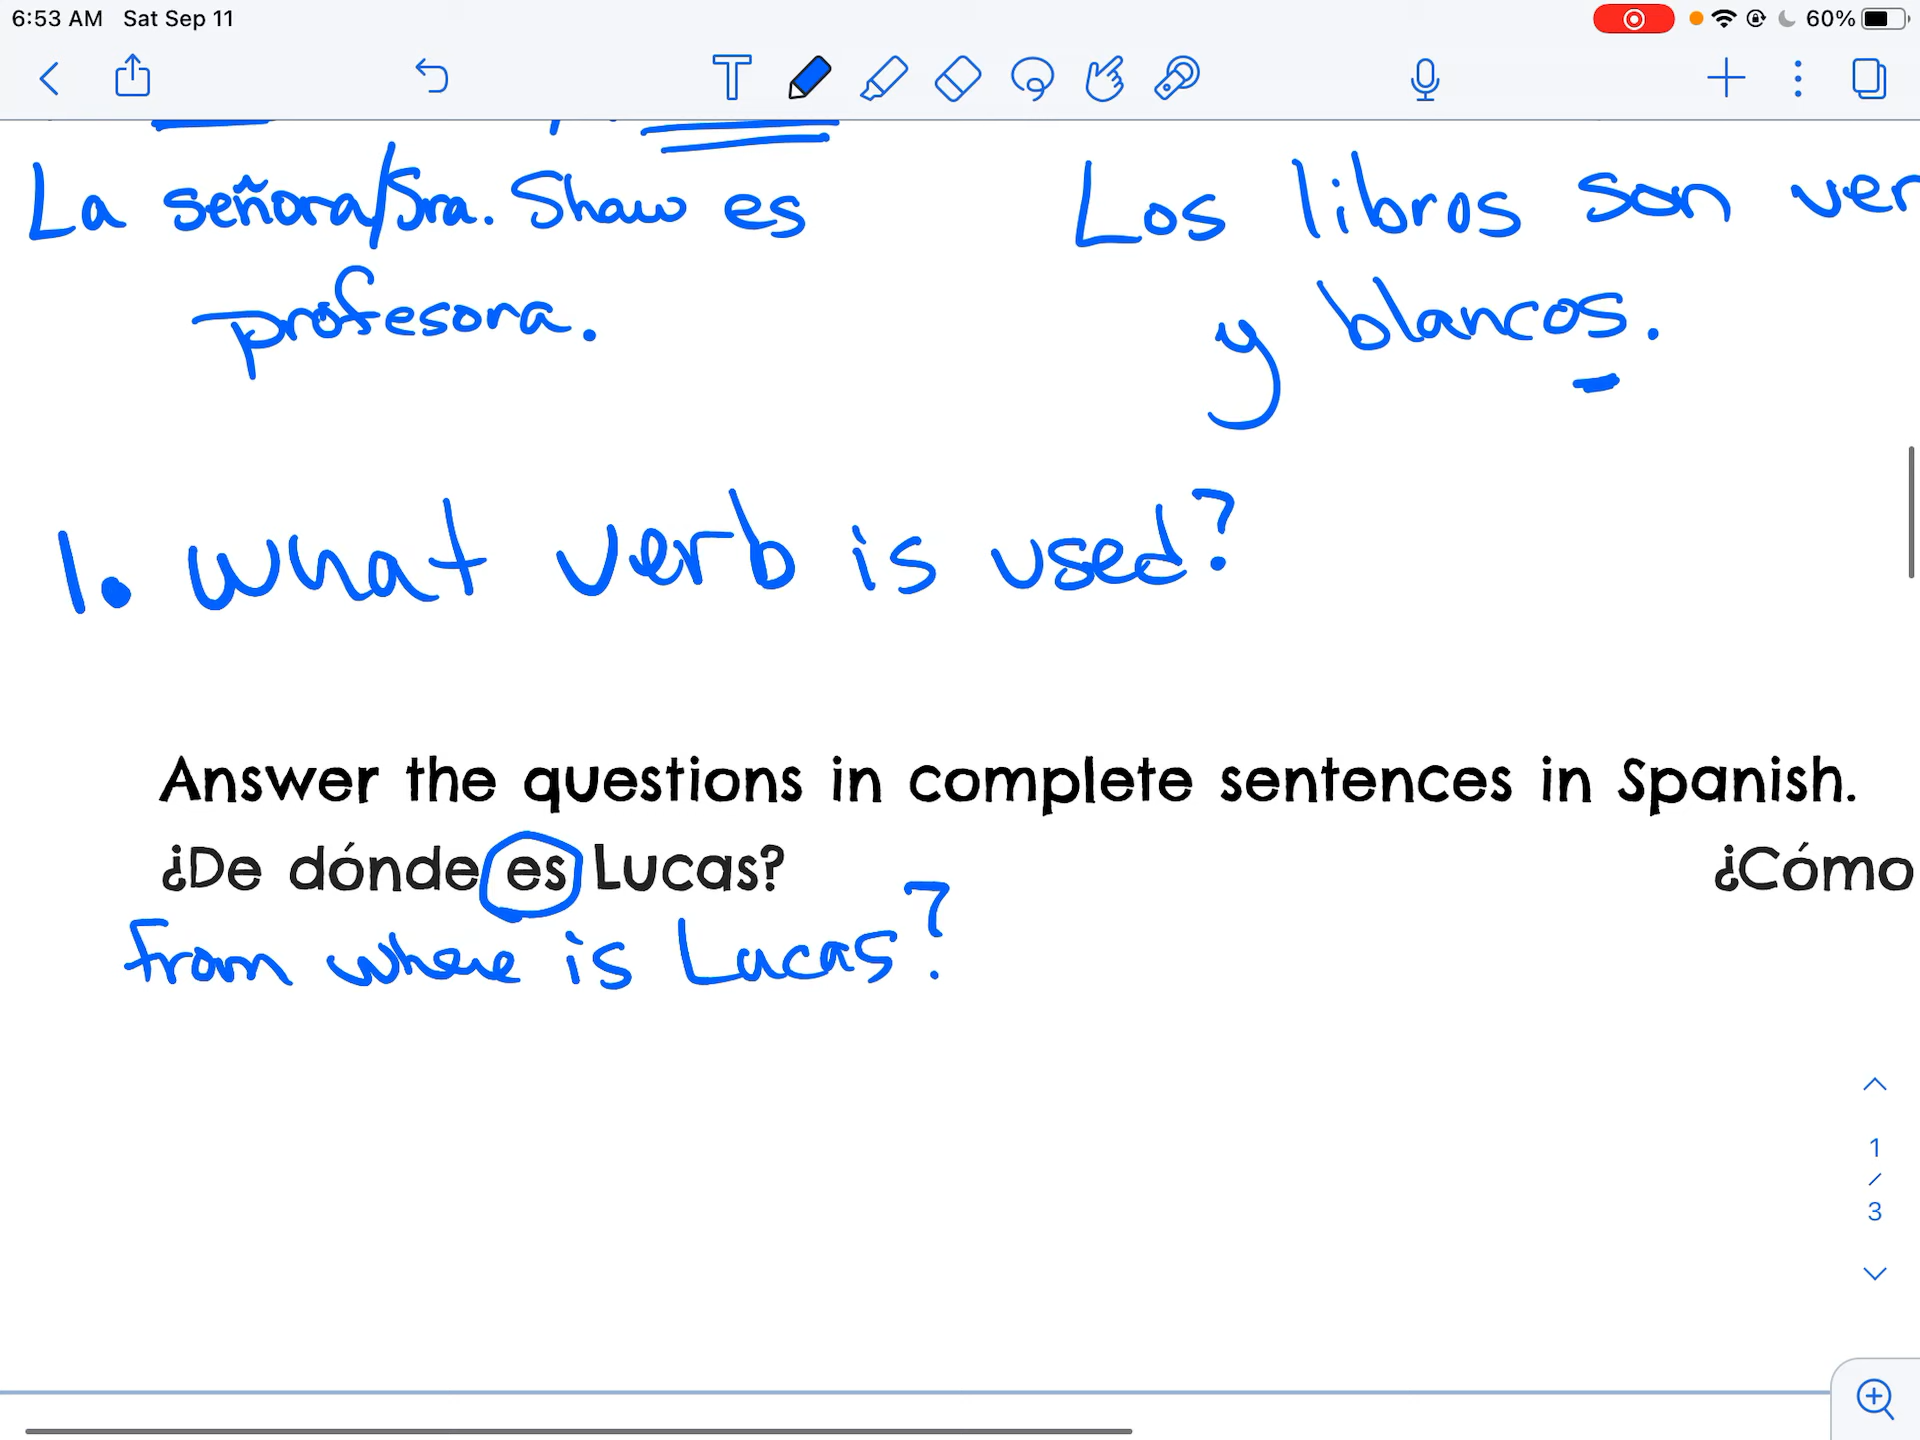 6:53 AM Sat Sep 11
60%
La señora/Sra. Shaw es
profesora.
Los libros son ver
y blancos.
1. What verb is used?
Answer the questions in complete sentences in Spanish.
¿De dónde es Lucas?
¿Cómo
From where is Lucas?
1
/
3